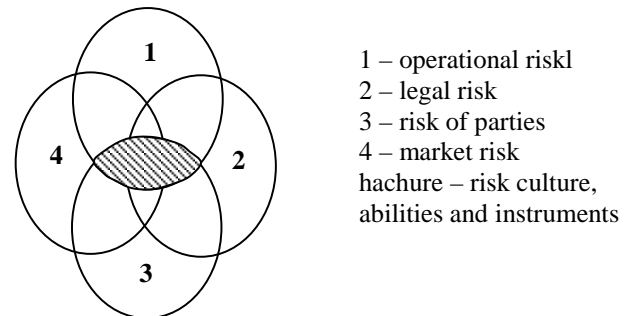 1
4
2
3
1 – operational riskl
2 – legal risk
3 – risk of parties
4 – market risk
hachure – risk culture,
abilities and instruments